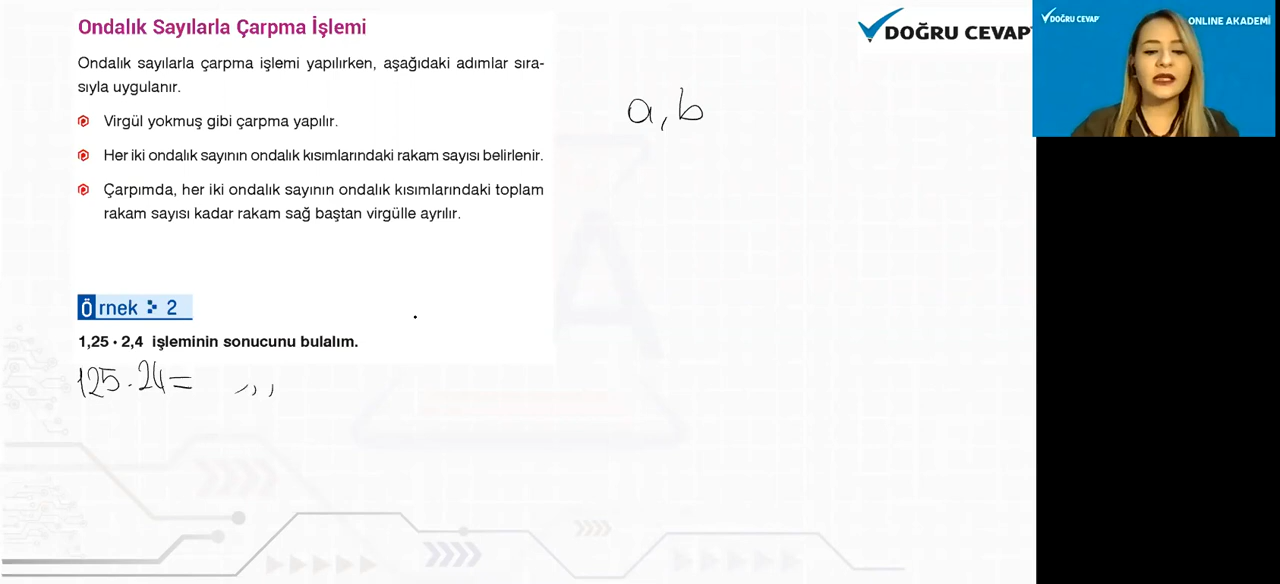 Ondalık Sayılarla Çarpma İşlemi
Ondalık sayılarla çarpma işlemi yapılırken, aşağıdaki adımlar sıra-
sıyla uygulanır.
Virgül yokmuş gibi çarpma yapılır.
Her iki ondalık sayının ondalık kısımlarındaki rakam sayısı belirlenir.
Çarpımda, her iki ondalık sayının ondalık kısımlarındaki toplam
rakam sayısı kadar rakam sağ baştan virgülle ayrılır.
Örnek 2
1,25 • 2,4 işleminin sonucunu bulalım.
125 . 24 = , , ,
a, b
DOĞRU CEVAP
DOĞRU CEVAP
ONLINE AKADEMİ